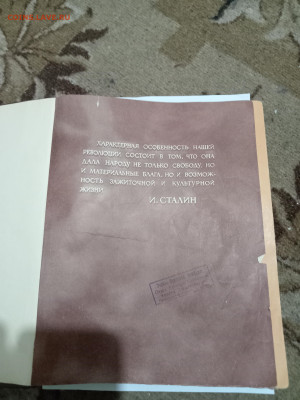 ХАРАКТЕРНАЯ ОСОБЕННОСТЬ НАШЕЙ
РЕВОЛЮЦИИ СОСТОИТ В ТОМ, ЧТО ОНА
ДАЛА НАРОДУ НЕ ТОЛЬКО СВОБОДУ, НО
И МАТЕРИАЛЬНЫЕ БЛАГА, НО И ВОЗМОЖ-
НОСТЬ ЗАЖИТОЧНОЙ И КУЛЬТУРНОЙ
ЖИЗНИ
И. СТАЛИН